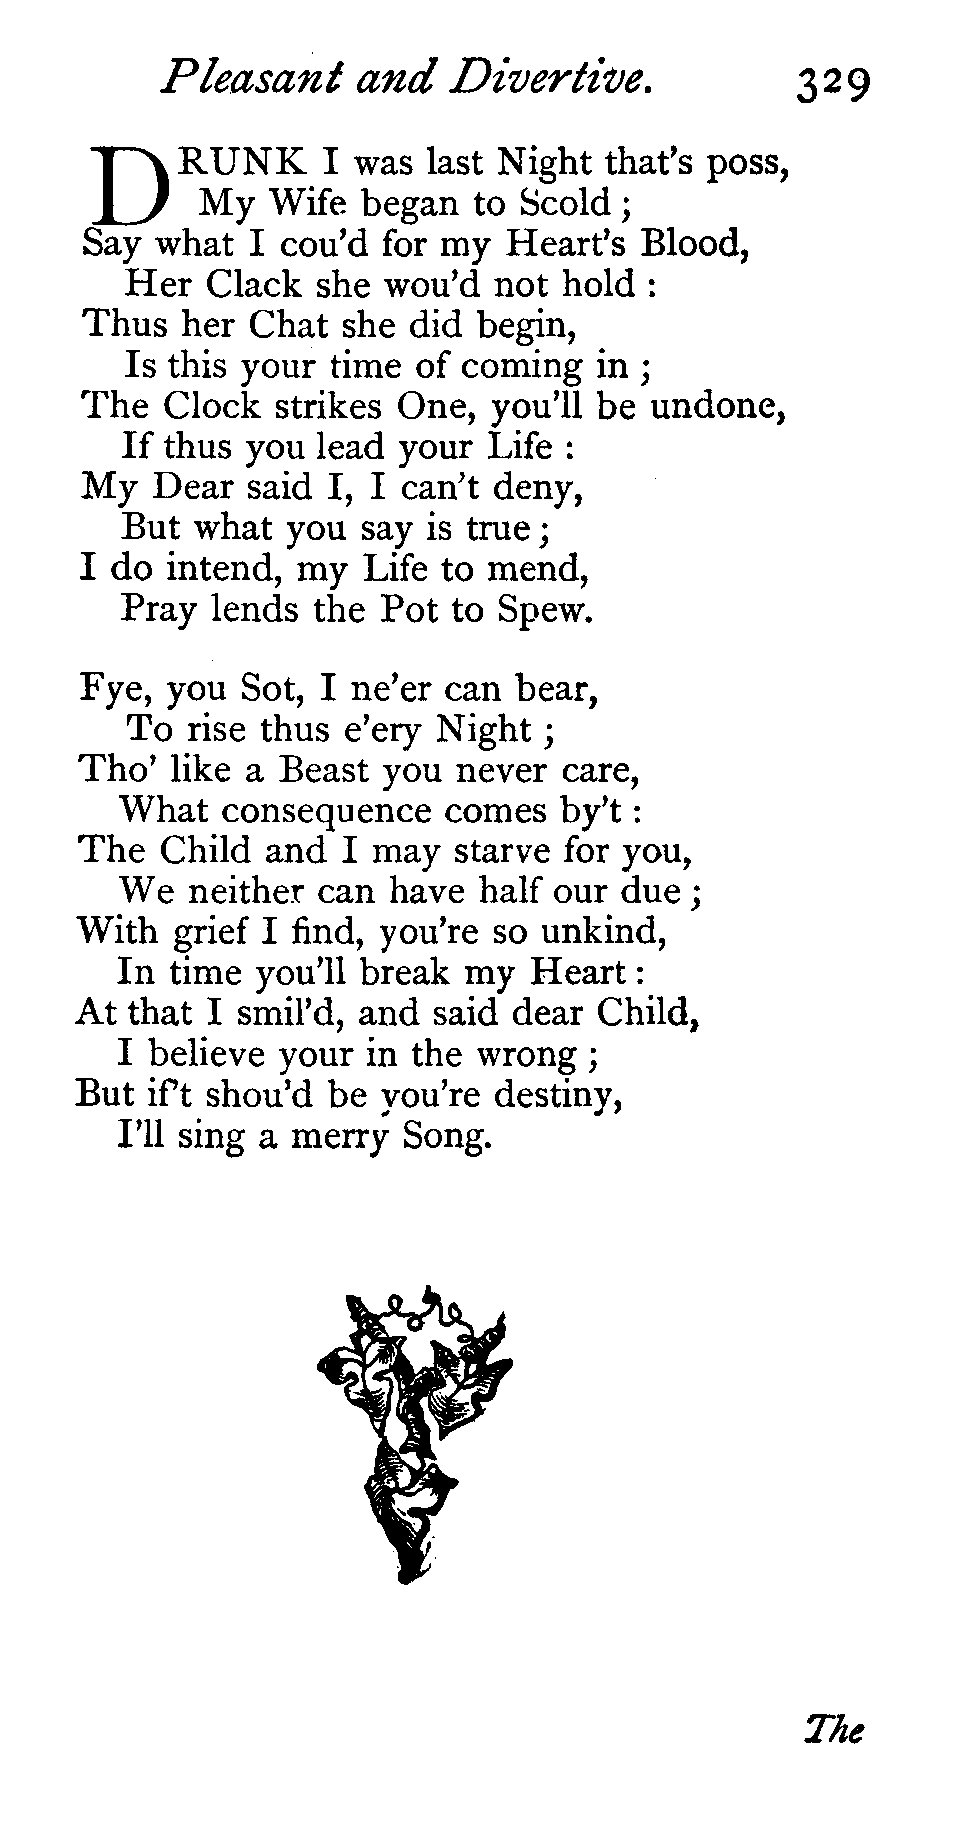 Pleasant and Divertive. 329
DRUNK I was last Night that's poss,
My Wife began to Scold ;
Say what I cou'd for my Heart's Blood,
Her Clack she wou'd not hold :
Thus her Chat she did begin,
Is this your time of coming in ;
The Clock strikes One, you'll be undone,
If thus you lead your Life :
My Dear said I, I can't deny,
But what you say is true ;
I do intend, my Life to mend,
Pray lends the Pot to Spew.
Fye, you Sot, I ne'er can bear,
To rise thus e'ery Night ;
Tho' like a Beast you never care,
What consequence comes by't :
The Child and I may starve for you,
We neither can have half our due ;
With grief I find, you're so unkind,
In time you'll break my Heart :
At that I smil'd, and said dear Child,
I believe your in the wrong ;
But if't shou'd be you're destiny,
I'll sing a merry Song.
The